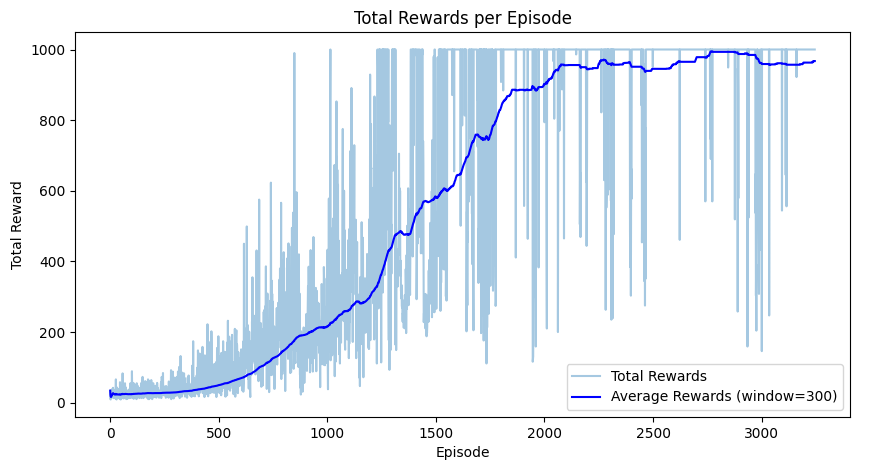 Total Rewards per Episode
Total Reward
1000
800
600
400
200
0
0 500 1000 1500 2000 2500 3000
Episode
Total Rewards
Average Rewards (window=300)